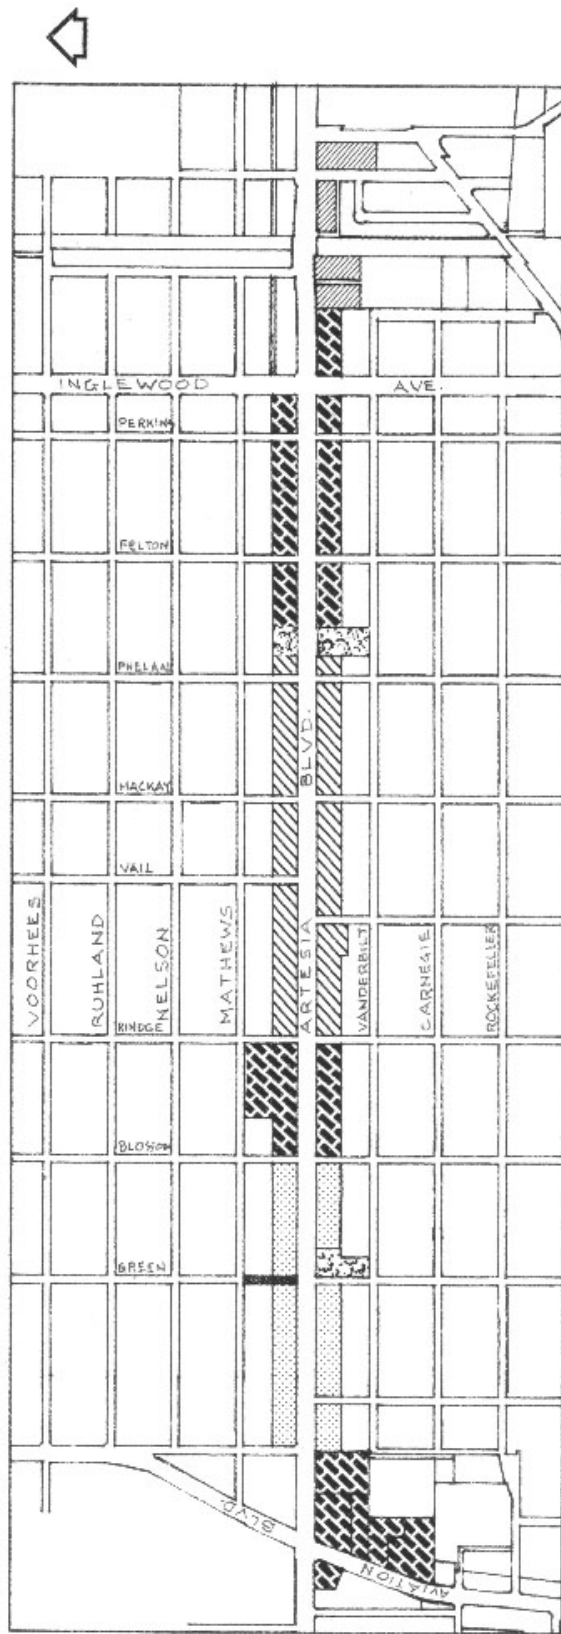 INGLEWOOD AVE.
PERKINS
FELTON
PHELAN
BLVD.
MACKAY
VAIL
VOORHEES
RUHLAND
NELSON
MATHEWS
ARTESIA
VANDERBILT
CARNEGIE
ROCKEFELLER
RINDGE
BLOSSOM
GREEN
BLVD.
AVIATION